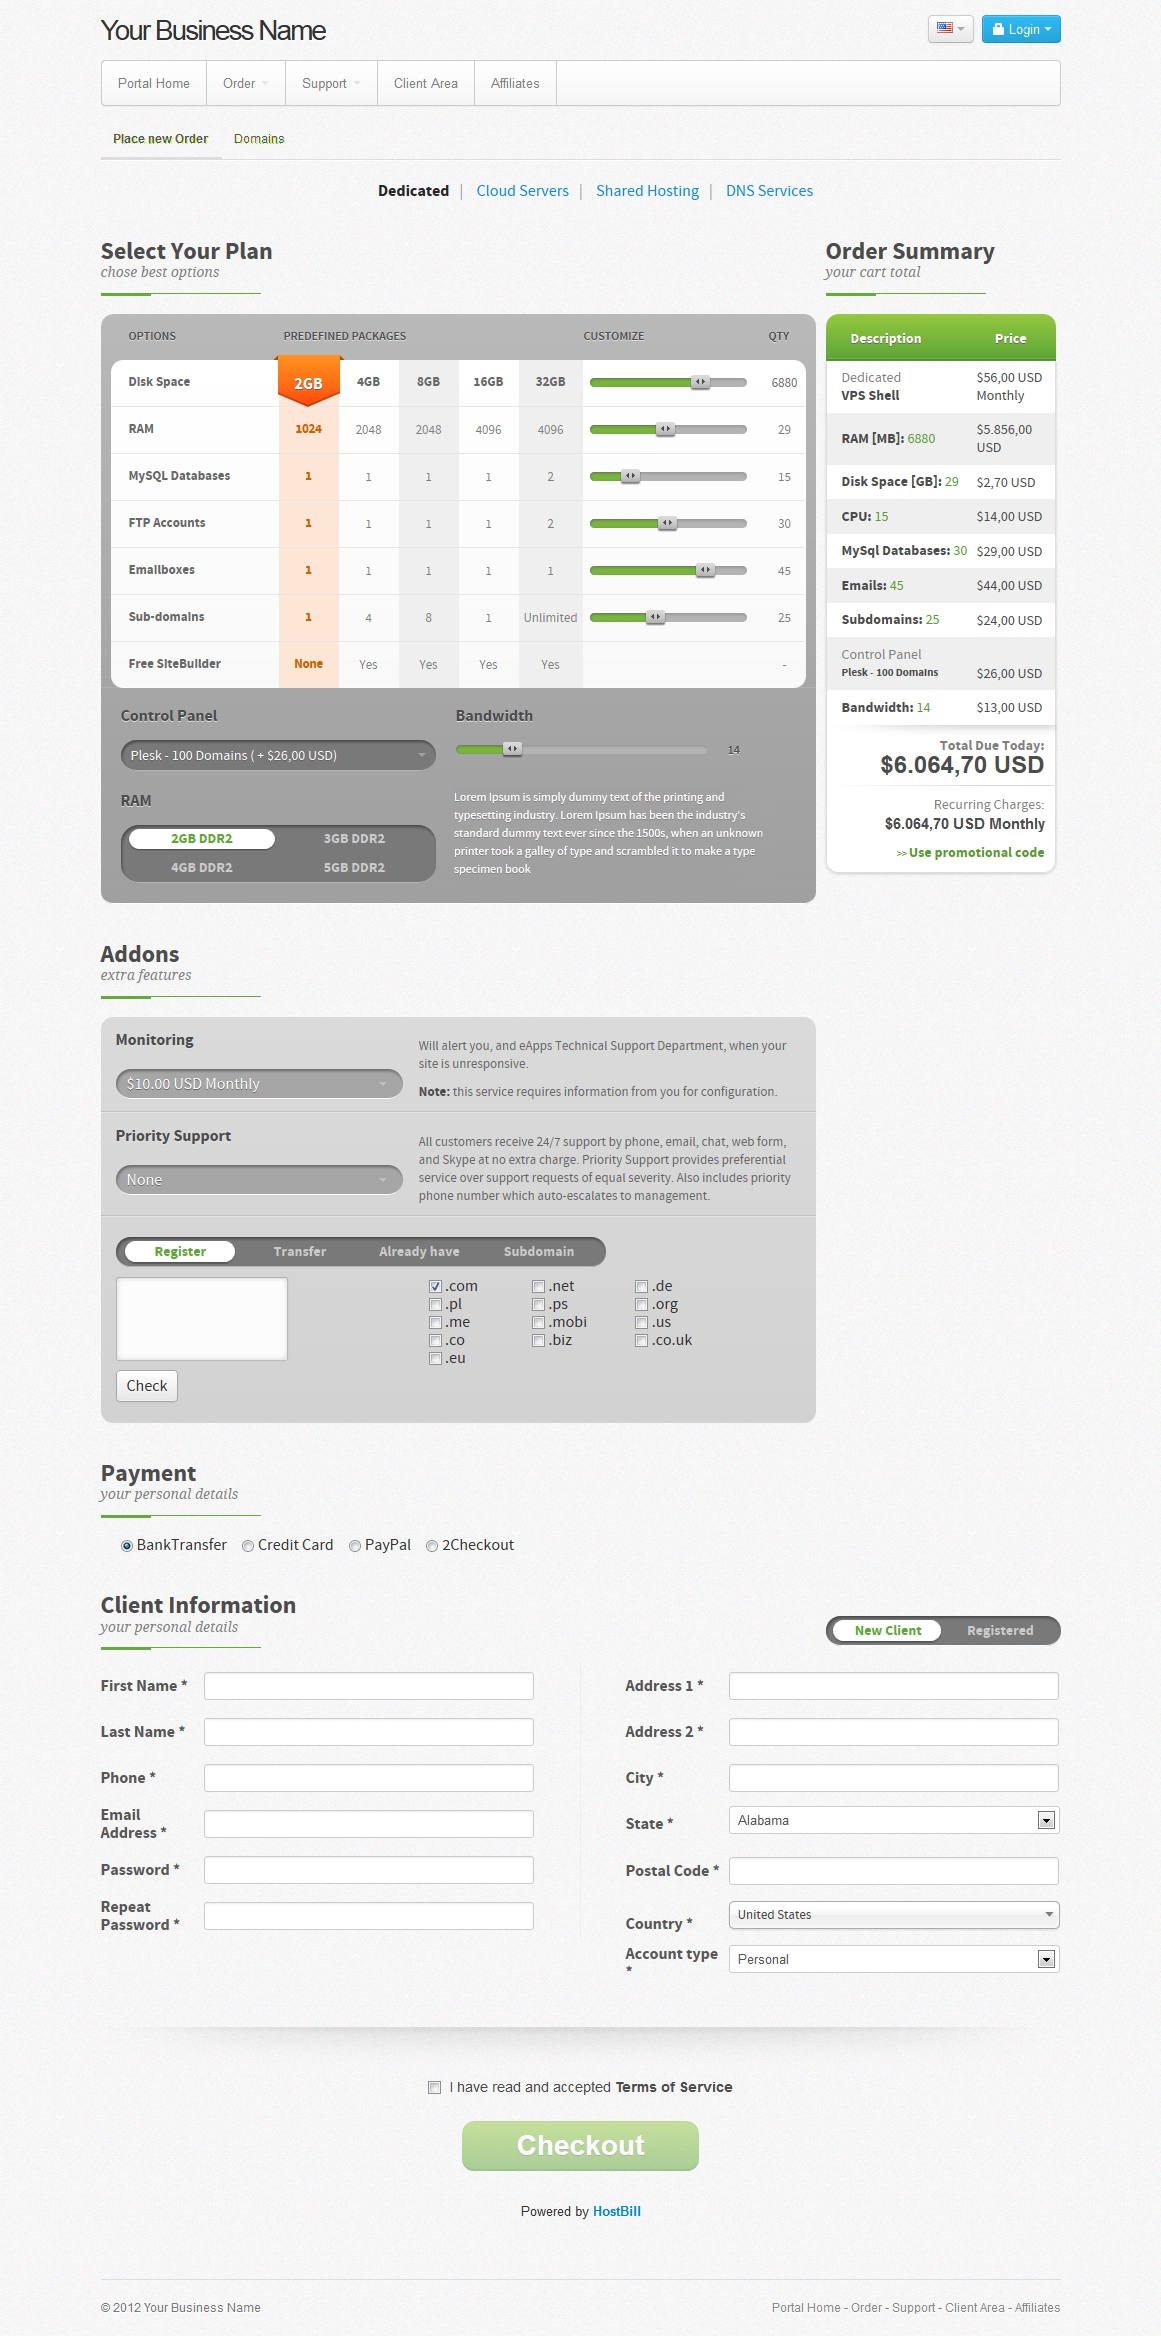 Your Business Name
Login
Portal Home Order Support Client Area Affiliates
Place new Order Domains
Dedicated | Cloud Servers | Shared Hosting | DNS Services
Select Your Plan
chose best options
OPTIONS PREDEFINED PACKAGES CUSTOMIZE QTY
Disk Space 2GB 4GB 8GB 16GB 32GB 6880
RAM 1024 2048 2048 4096 4096 29
MySQL Databases 1 1 1 1 2 15
FTP Accounts 1 1 1 1 2 30
Emailboxes 1 1 1 1 1 45
Sub-domains 1 4 8 1 Unlimited 25
Free SiteBuilder None Yes Yes Yes Yes -
Control Panel
Plesk - 100 Domains ( + $26,00 USD)
Bandwidth
14
RAM
2GB DDR2 3GB DDR2
4GB DDR2 5GB DDR2
Lorem Ipsum is simply dummy text of the printing and
typesetting industry. Lorem Ipsum has been the industry's
standard dummy text ever since the 1500s, when an unknown
printer took a galley of type and scrambled it to make a type
specimen book
Order Summary
your cart total
Description Price
Dedicated
VPS Shell
$56,00 USD
Monthly
RAM [MB]: 6880
$5.856,00
USD
Disk Space [GB]: 29 $2,70 USD
CPU: 15 $14,00 USD
MySql Databases: 30 $29,00 USD
Emails: 45 $44,00 USD
Subdomains: 25 $24,00 USD
Control Panel
Plesk - 100 Domains $26,00 USD
Bandwidth: 14 $13,00 USD
Total Due Today:
$6.064,70 USD
Recurring Charges:
$6.064,70 USD Monthly
>> Use promotional code
Addons
extra features
Monitoring
$10.00 USD Monthly
Will alert you, and eApps Technical Support Department, when your
site is unresponsive.
Note: this service requires information from you for configuration.
Priority Support
None
All customers receive 24/7 support by phone, email, chat, web form,
and Skype at no extra charge. Priority Support provides preferential
service over support requests of equal severity. Also includes priority
phone number which auto-escalates to management.
Register Transfer Already have Subdomain
.com .net .de
.pl .ps .org
.me .mobi .us
.co .biz .co.uk
.eu
Check
Payment
your personal details
BankTransfer Credit Card PayPal 2Checkout
Client Information
your personal details
New Client Registered
First Name *
Last Name *
Phone *
Email
Address *
Password *
Repeat
Password *
Address 1 *
Address 2 *
City *
State * Alabama
Postal Code *
Country * United States
Account type
*
Personal
I have read and accepted Terms of Service
Checkout
Powered by HostBill
© 2012 Your Business Name
Portal Home - Order - Support - Client Area - Affiliates